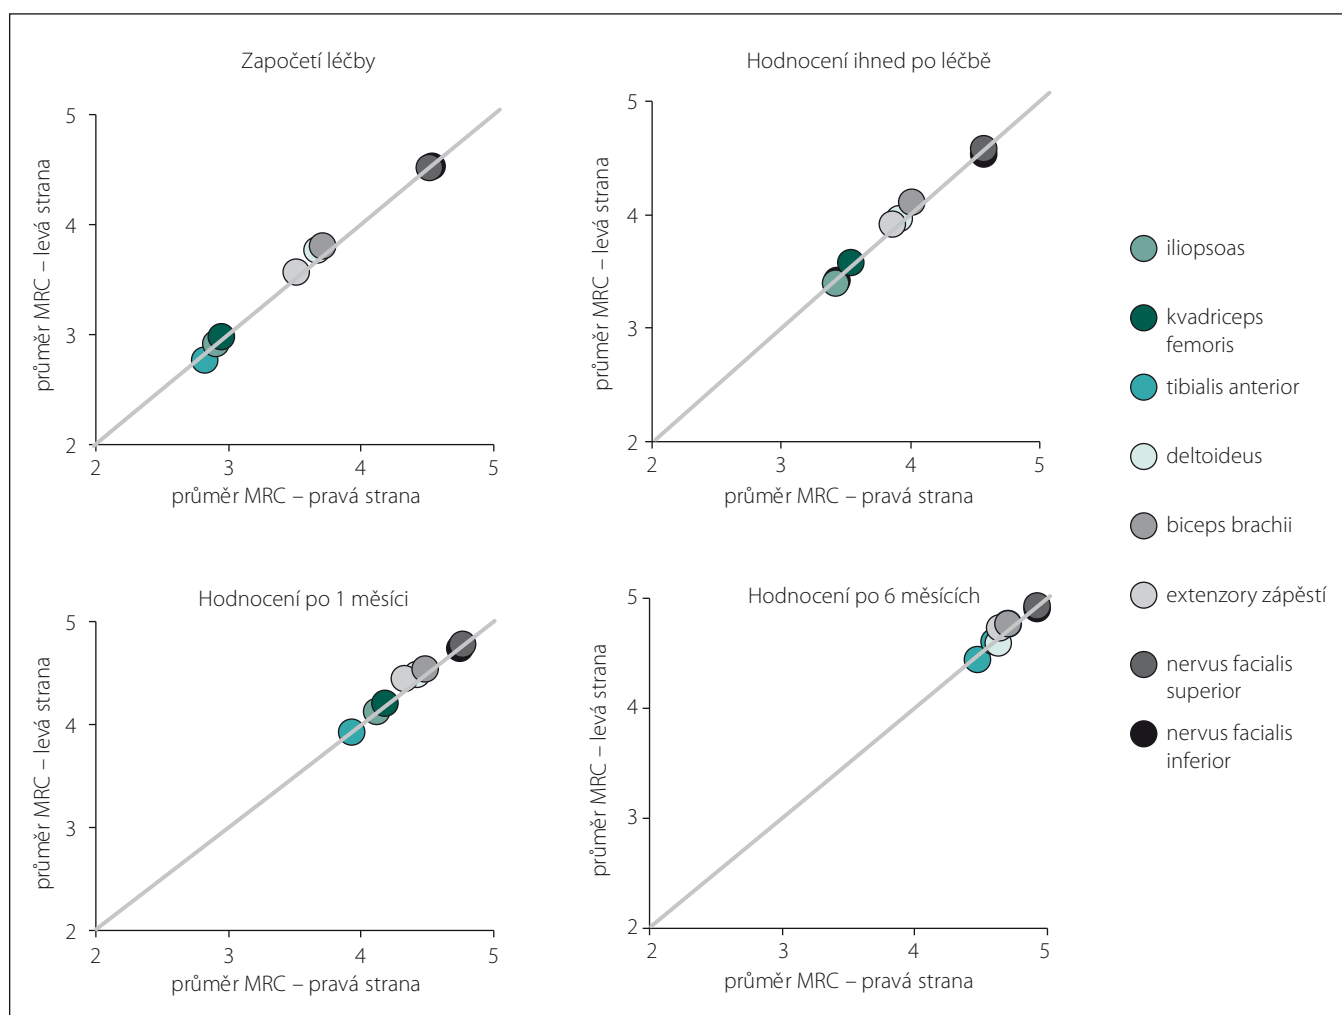 Započetí léčby
5
4
3
2
2
3
4
5
průměr MRC – levá strana
průměr MRC – pravá strana
Hodnocení ihned po léčbě
5
4
3
2
2
3
4
5
průměr MRC – levá strana
průměr MRC – pravá strana
Hodnocení po 1 měsíci
5
4
3
2
2
3
4
5
průměr MRC – levá strana
průměr MRC – pravá strana
Hodnocení po 6 měsících
5
4
3
2
2
3
4
5
průměr MRC – levá strana
průměr MRC – pravá strana
iliopsoas
kvadriceps
femoris
tibialis anterior
deltoideus
biceps brachii
extenzory zápěstí
nervus facialis
superior
nervus facialis
inferior